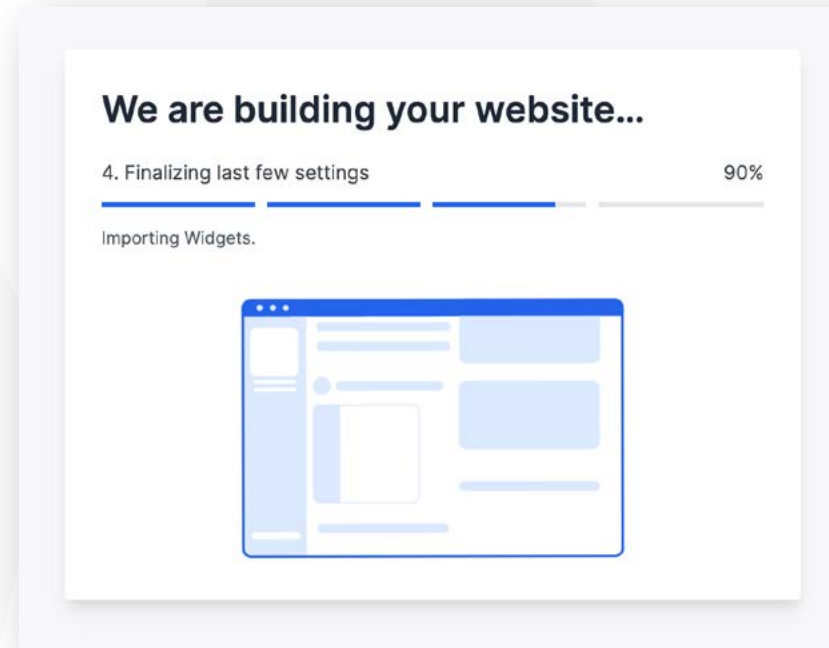 We are building your website...
4. Finalizing last few settings 90%
Importing Widgets.